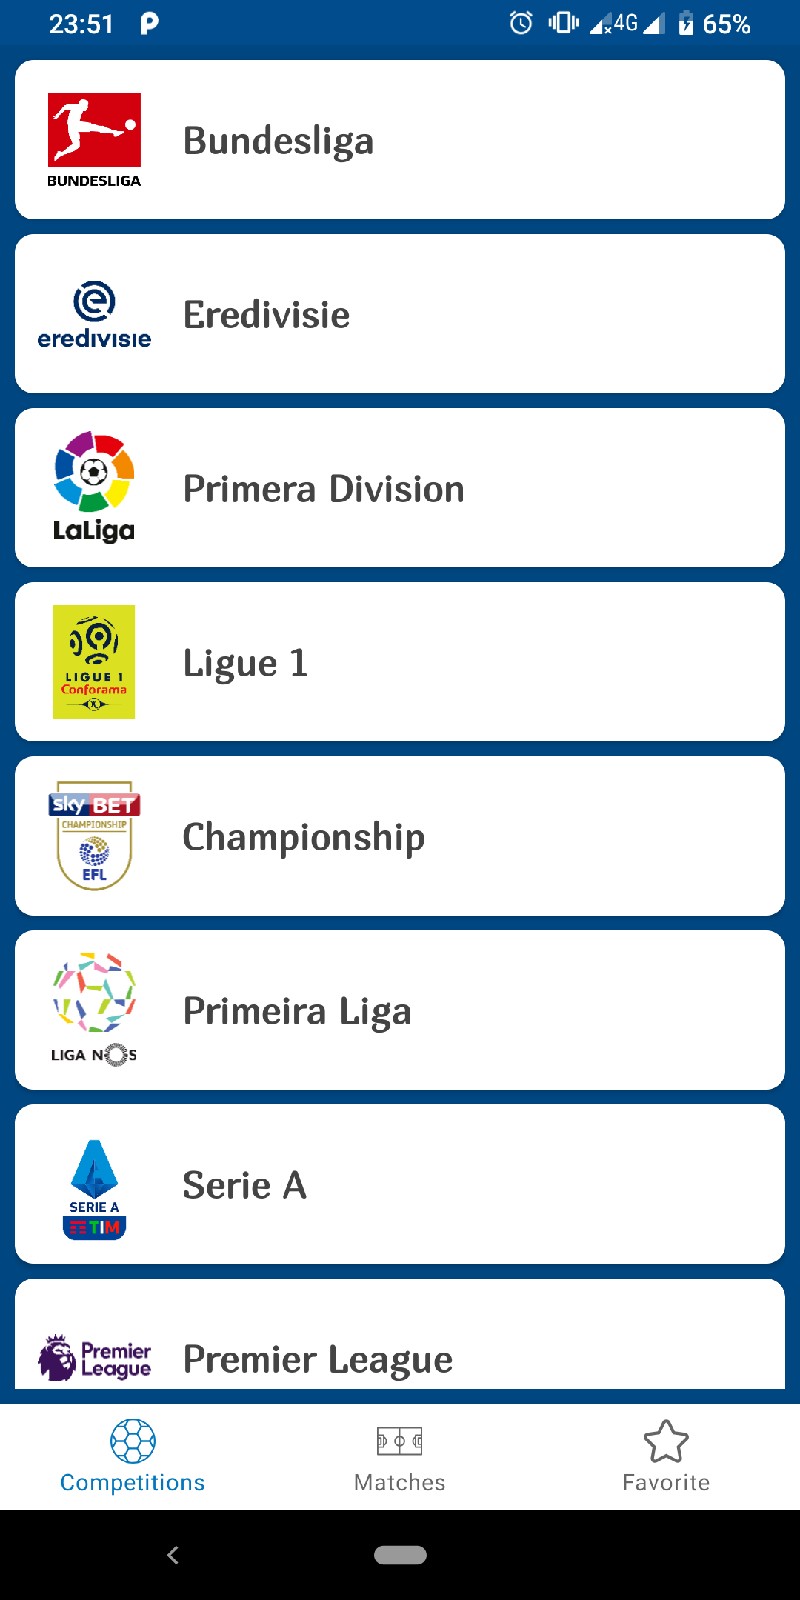 23:51
4G
65%
BUNDESLIGA
Bundesliga
eredivisie
Eredivisie
LaLiga
Primera Division
LIGUE 1
Conforama
Ligue 1
sky BET
CHAMPIONSHIP
EFL
Championship
LIGA NOS
Primeira Liga
SERIE A
TIM
Serie A
Premier
League
Premier League
Competitions
Matches
Favorite